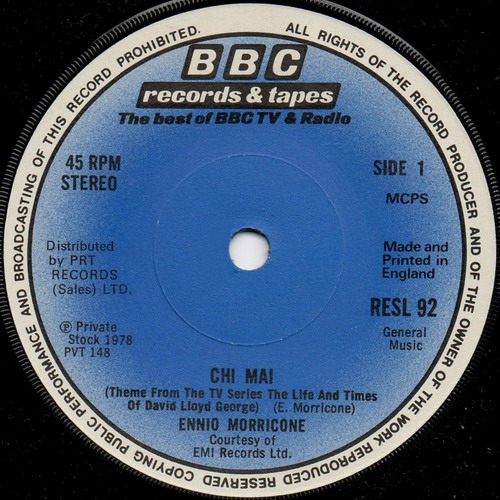 ALL RIGHTS OF THE RECORD PRODUCER AND OF THE OWNER OF THE WORK REPRODUCED RESERVED COPYING PUBLIC PERFORMANCE AND BROADCASTING OF THIS RECORD PROHIBITED.
BBC
records & tapes
The best of BBC TV & Radio
45 RPM
STEREO
SIDE 1
MCPS
Distributed
by PRT
RECORDS
(Sales) LTD.
Made and
Printed in
England
RESL 92
General
Music
℗ Private
Stock 1978
PVT 148
CHI MAI
(Theme From The TV Series The Life And Times
Of David Lloyd George) (E. Morricone)
ENNIO MORRICONE
Courtesy of
EMI Records Ltd.